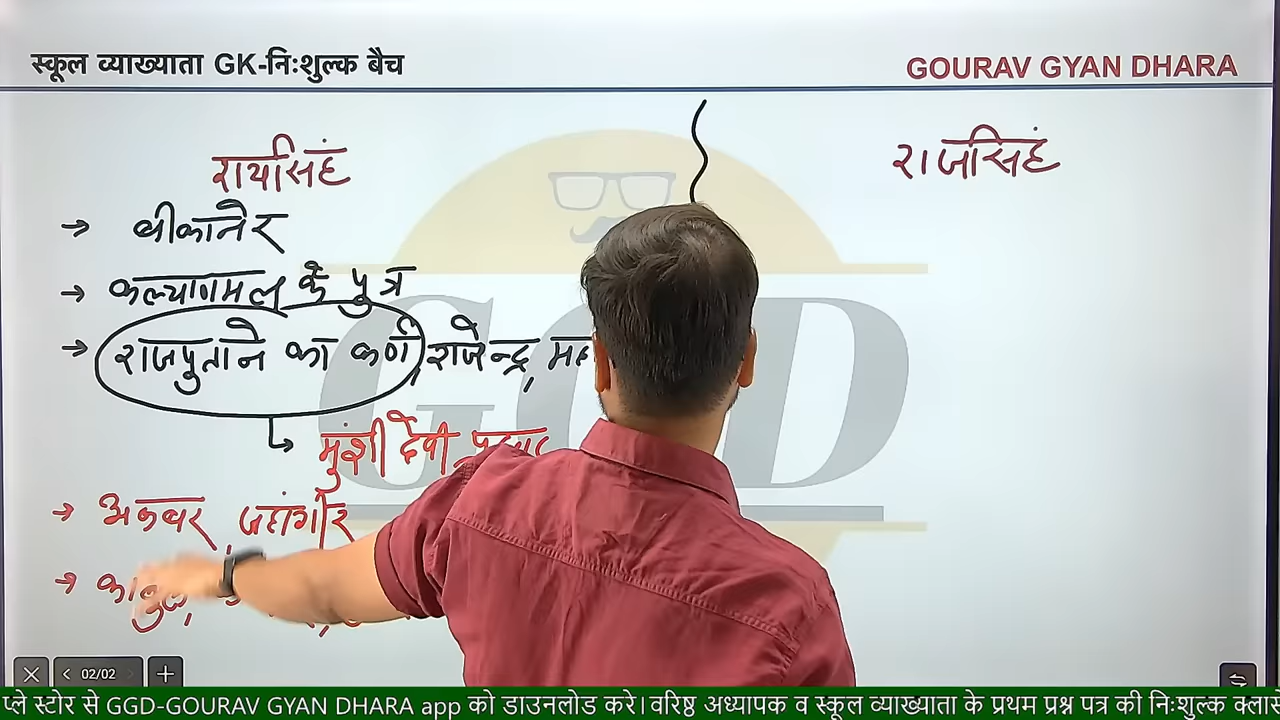 स्कूल व्याख्याता GK-निःशुल्क बैच
GOURAV GYAN DHARA
रायसिंह
राजसिंह
→ बीकानेर
→ कल्याणमल के पुत्र
→ राजपुताने का कर्ण, राजेन्द्र,
मुंशी देवी प्रसाद
→ अकबर, जहांगीर
→ काबुल,
GGD
02/02
प्ले स्टोर से GGD-GOURAV GYAN DHARA app को डाउनलोड करे।वरिष्ठ अध्यापक व स्कूल व्याख्याता के प्रथम प्रश्न पत्र की निःशुल्क